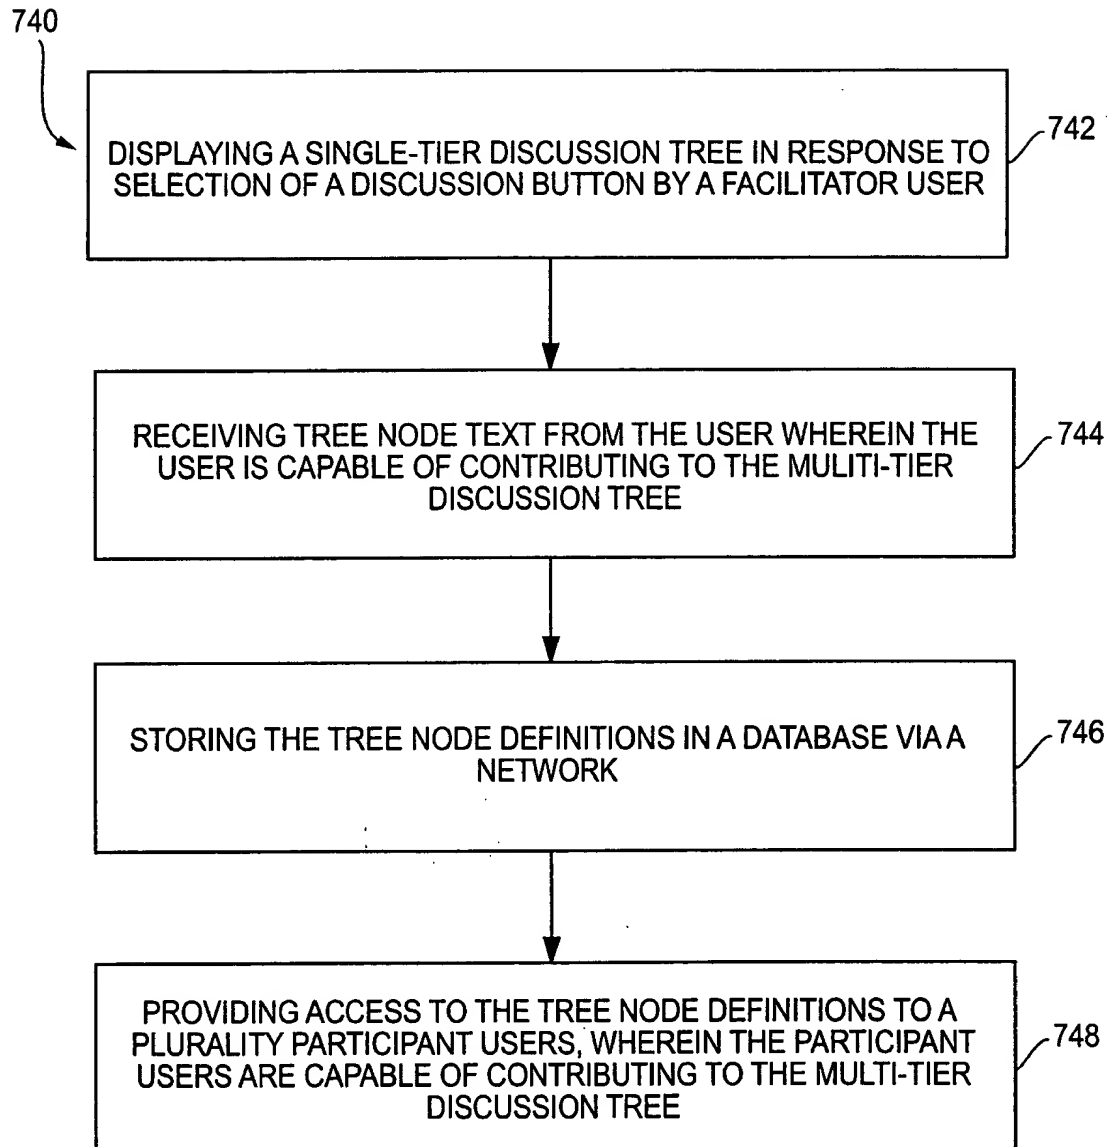 740
DISPLAYING A SINGLE-TIER DISCUSSION TREE IN RESPONSE TO
SELECTION OF A DISCUSSION BUTTON BY A FACILITATOR USER
742
RECEIVING TREE NODE TEXT FROM THE USER WHEREIN THE
USER IS CAPABLE OF CONTRIBUTING TO THE MULITI-TIER
DISCUSSION TREE
744
STORING THE TREE NODE DEFINITIONS IN A DATABASE VIA A
NETWORK
746
PROVIDING ACCESS TO THE TREE NODE DEFINITIONS TO A
PLURALITY PARTICIPANT USERS, WHEREIN THE PARTICIPANT
USERS ARE CAPABLE OF CONTRIBUTING TO THE MULTI-TIER
DISCUSSION TREE
748